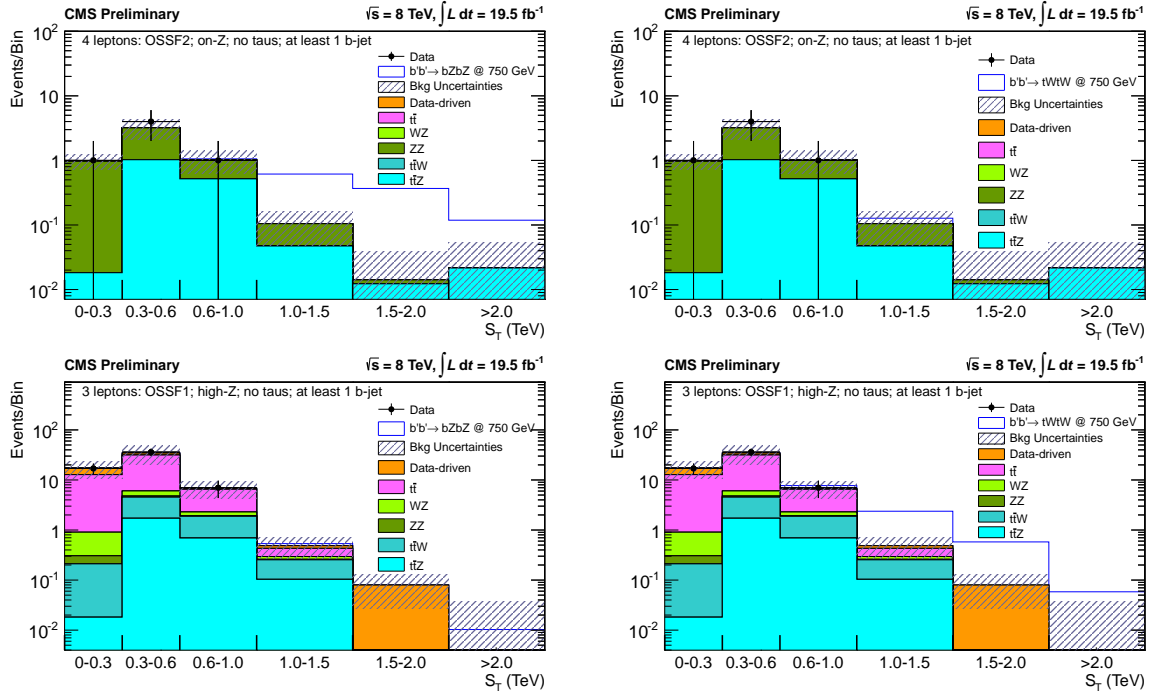 CMS Preliminary
√s = 8 TeV, ∫ L dt = 19.5 fb⁻¹
Events/Bin
4 leptons: OSSF2; on-Z; no taus; at least 1 b-jet
Data
b'b'→ bZbZ @ 750 GeV
Bkg Uncertainties
Data-driven
tt̄
WZ
ZZ
tt̄W
tt̄Z
10²
10
1
10⁻¹
10⁻²
0-0.3 0.3-0.6 0.6-1.0 1.0-1.5 1.5-2.0 >2.0
S_T (TeV)
CMS Preliminary
√s = 8 TeV, ∫ L dt = 19.5 fb⁻¹
Events/Bin
4 leptons: OSSF2; on-Z; no taus; at least 1 b-jet
Data
b'b'→ tWtW @ 750 GeV
Bkg Uncertainties
Data-driven
tt̄
WZ
ZZ
tt̄W
tt̄Z
10²
10
1
10⁻¹
10⁻²
0-0.3 0.3-0.6 0.6-1.0 1.0-1.5 1.5-2.0 >2.0
S_T (TeV)
CMS Preliminary
√s = 8 TeV, ∫ L dt = 19.5 fb⁻¹
Events/Bin
3 leptons: OSSF1; high-Z; no taus; at least 1 b-jet
Data
b'b'→ bZbZ @ 750 GeV
Bkg Uncertainties
Data-driven
tt̄
WZ
ZZ
tt̄W
tt̄Z
10²
10
1
10⁻¹
10⁻²
0-0.3 0.3-0.6 0.6-1.0 1.0-1.5 1.5-2.0 >2.0
S_T (TeV)
CMS Preliminary
√s = 8 TeV, ∫ L dt = 19.5 fb⁻¹
Events/Bin
3 leptons: OSSF1; high-Z; no taus; at least 1 b-jet
Data
b'b'→ tWtW @ 750 GeV
Bkg Uncertainties
Data-driven
tt̄
WZ
ZZ
tt̄W
tt̄Z
10²
10
1
10⁻¹
10⁻²
0-0.3 0.3-0.6 0.6-1.0 1.0-1.5 1.5-2.0 >2.0
S_T (TeV)